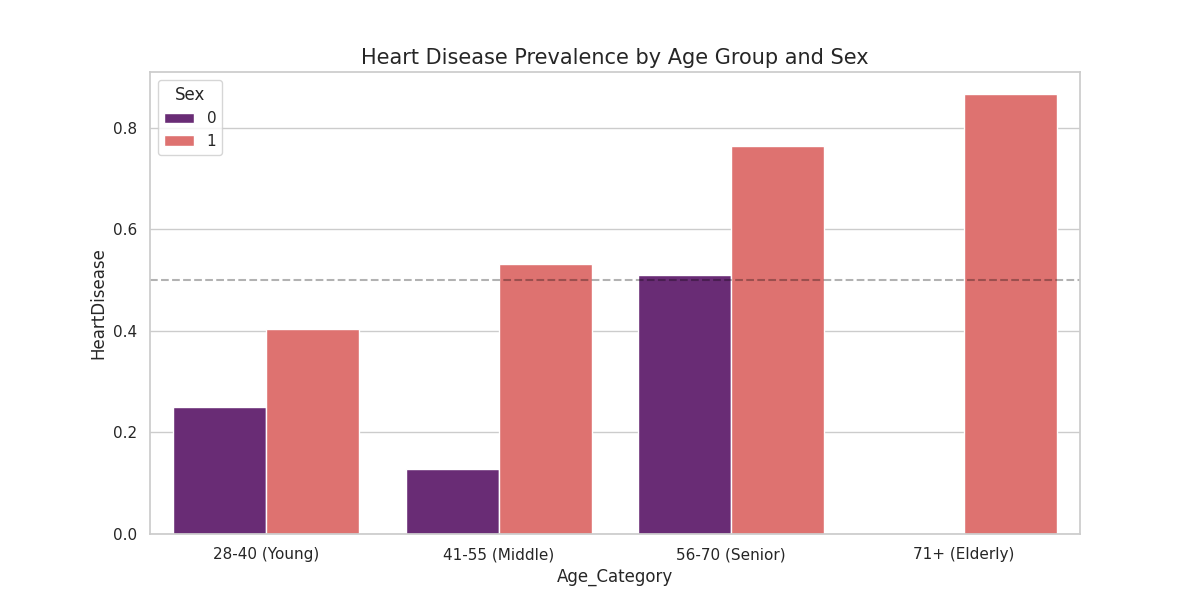 Heart Disease Prevalence by Age Group and Sex
Sex
0
1
HeartDisease
0.8
0.6
0.4
0.2
0.0
28-40 (Young) 41-55 (Middle) 56-70 (Senior) 71+ (Elderly)
Age_Category